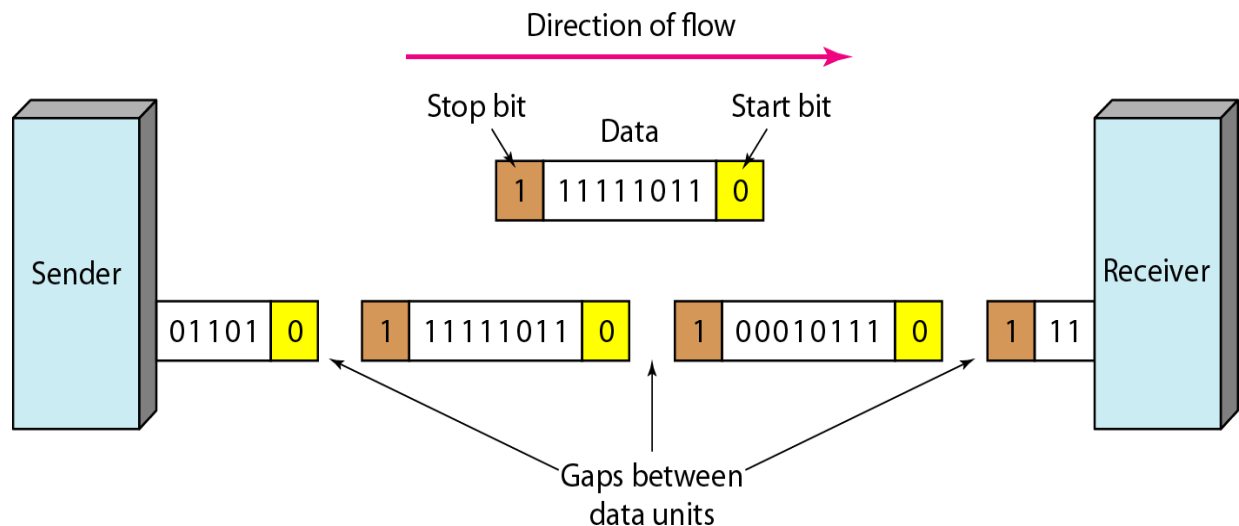 Direction of flow
Stop bit
Start bit
Data
1 11111011 0
Sender
Receiver
01101 0
1 11111011 0
1 00010111 0
1 11
Gaps between
data units